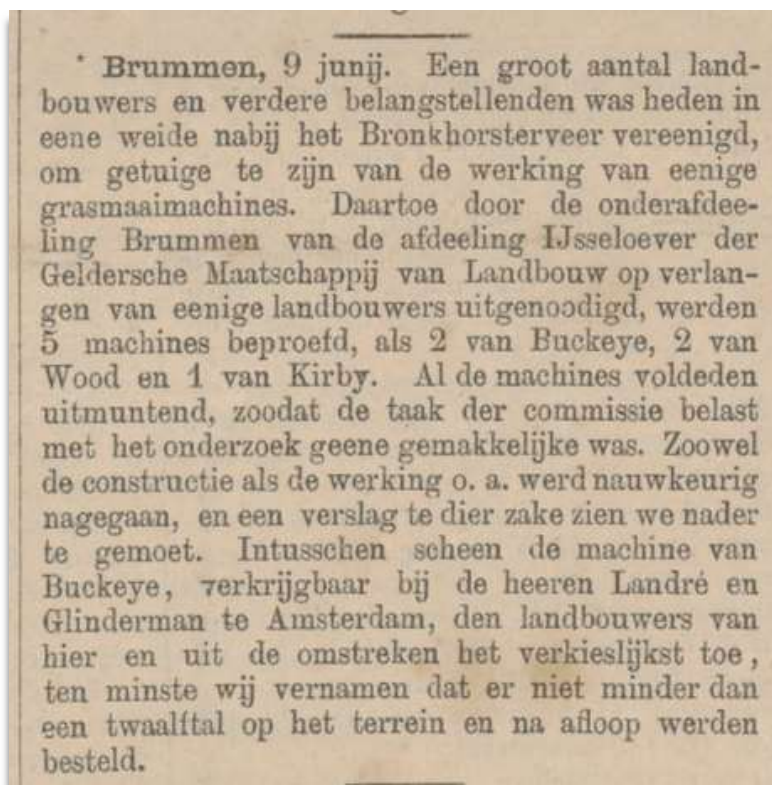 * Brummen, 9 junij. Een groot aantal land-
bouwers en verdere belangstellenden was heden in
eene weide nabij het Bronkhorsterveer vereenigd,
om getuige te zijn van de werking van eenige
grasmaaimachines. Daartoe door de onderafdee-
ling Brummen van de afdeeling IJsseloever der
Geldersche Maatschappij van Landbouw op verlan-
gen van eenige landbouwers uitgenoodigd, werden
5 machines beproefd, als 2 van Buckeye, 2 van
Wood en 1 van Kirby. Al de machines voldeden
uitmuntend, zoodat de taak der commissie belast
met het onderzoek geene gemakkelijke was. Zoowel
de constructie als de werking o. a. werd nauwkeurig
nagegaan, en een verslag te dier zake zien we nader
te gemoet. Intusschen scheen de machine van
Buckeye, verkrijgbaar bij de heeren Landré en
Glinderman te Amsterdam, den landbouwers van
hier en uit de omstreken het verkieslijkst toe,
ten minste wij vernamen dat er niet minder dan
een twaalftal op het terrein en na afloop werden
besteld.